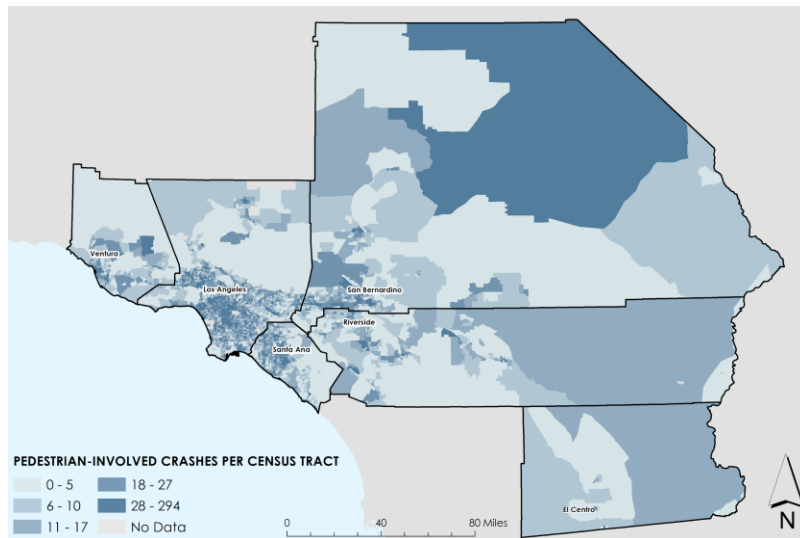 Ventura
Los Angeles
San Bernardino
Riverside
Santa Ana
El Centro
PEDESTRIAN-INVOLVED CRASHES PER CENSUS TRACT
0 - 5
18 - 27
6 - 10
28 - 294
11 - 17
No Data
0 40 80 Miles
N